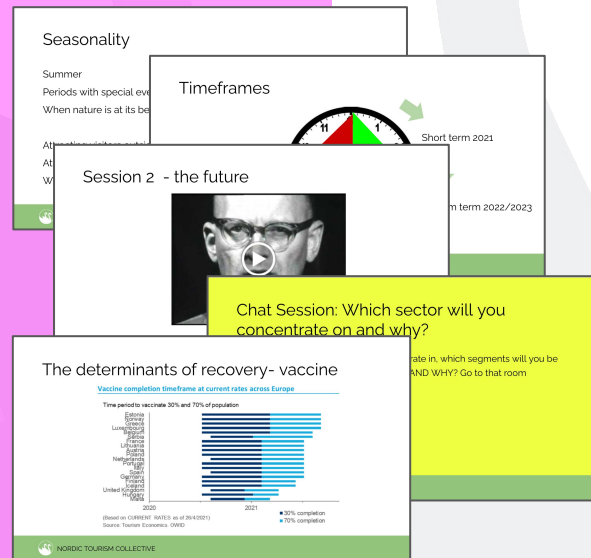 Seasonality
Summer
Periods with special eve
When nature is at its be
At
W
Timeframes
11
1
Short term 2021
m term 2022/2023
Session 2 - the future
Chat Session: Which sector will you
concentrate on and why?
rate in, which segments will you be
AND WHY? Go to that room
The determinants of recovery- vaccine
Vaccine completion timeframe at current rates across Europe
Time period to vaccinate 30% and 70% of population
Estonia
Norway
Greece
Luxembourg
Belgium
Serbia
France
Lithuania
Austria
Poland
Netherlands
Portugal
Italy
Spain
Germany
Finland
Iceland
United Kingdom
Hungary
Malta
2020
2021
(Based on CURRENT RATES as of 26/4/2021)
Source: Tourism Economics, OWID
30% completion
70% completion
NORDIC TOURISM COLLECTIVE